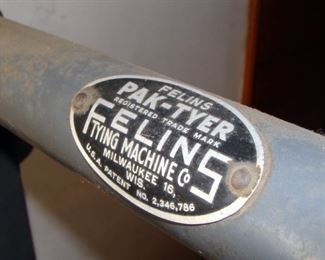 FELINS
PAK-TYER
REGISTERED TRADE MARK
FELINS
TYING MACHINE CO
MILWAUKEE 16,
WIS.
U.S.A. PATENT NO. 2,346,786